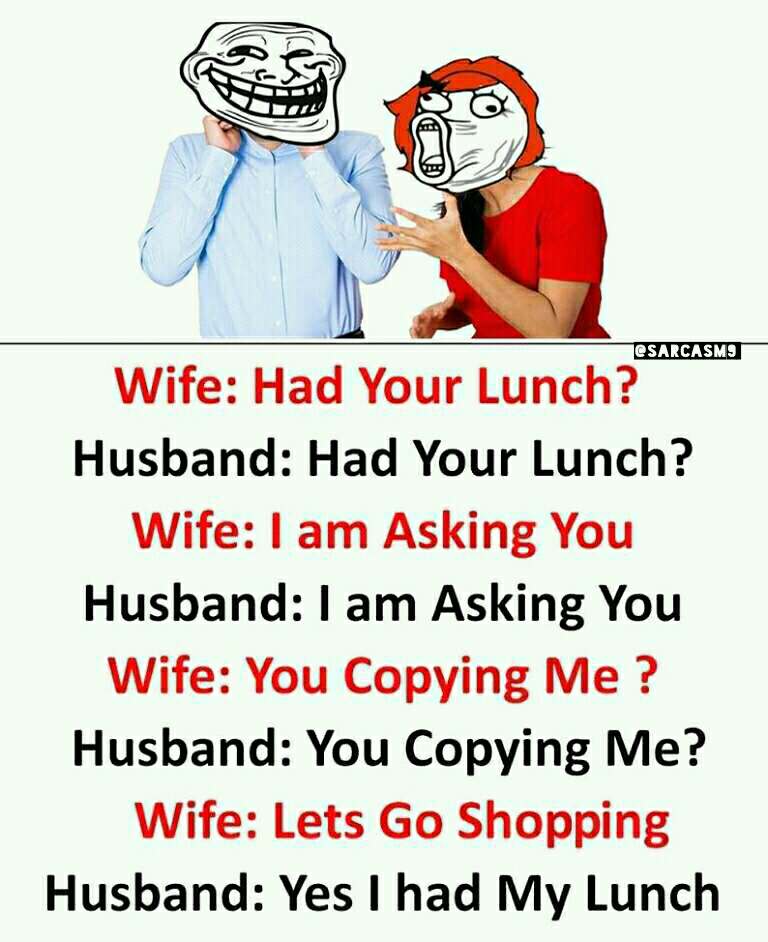 @SARCASM9
Wife: Had Your Lunch?
Husband: Had Your Lunch?
Wife: I am Asking You
Husband: I am Asking You
Wife: You Copying Me ?
Husband: You Copying Me?
Wife: Lets Go Shopping
Husband: Yes I had My Lunch